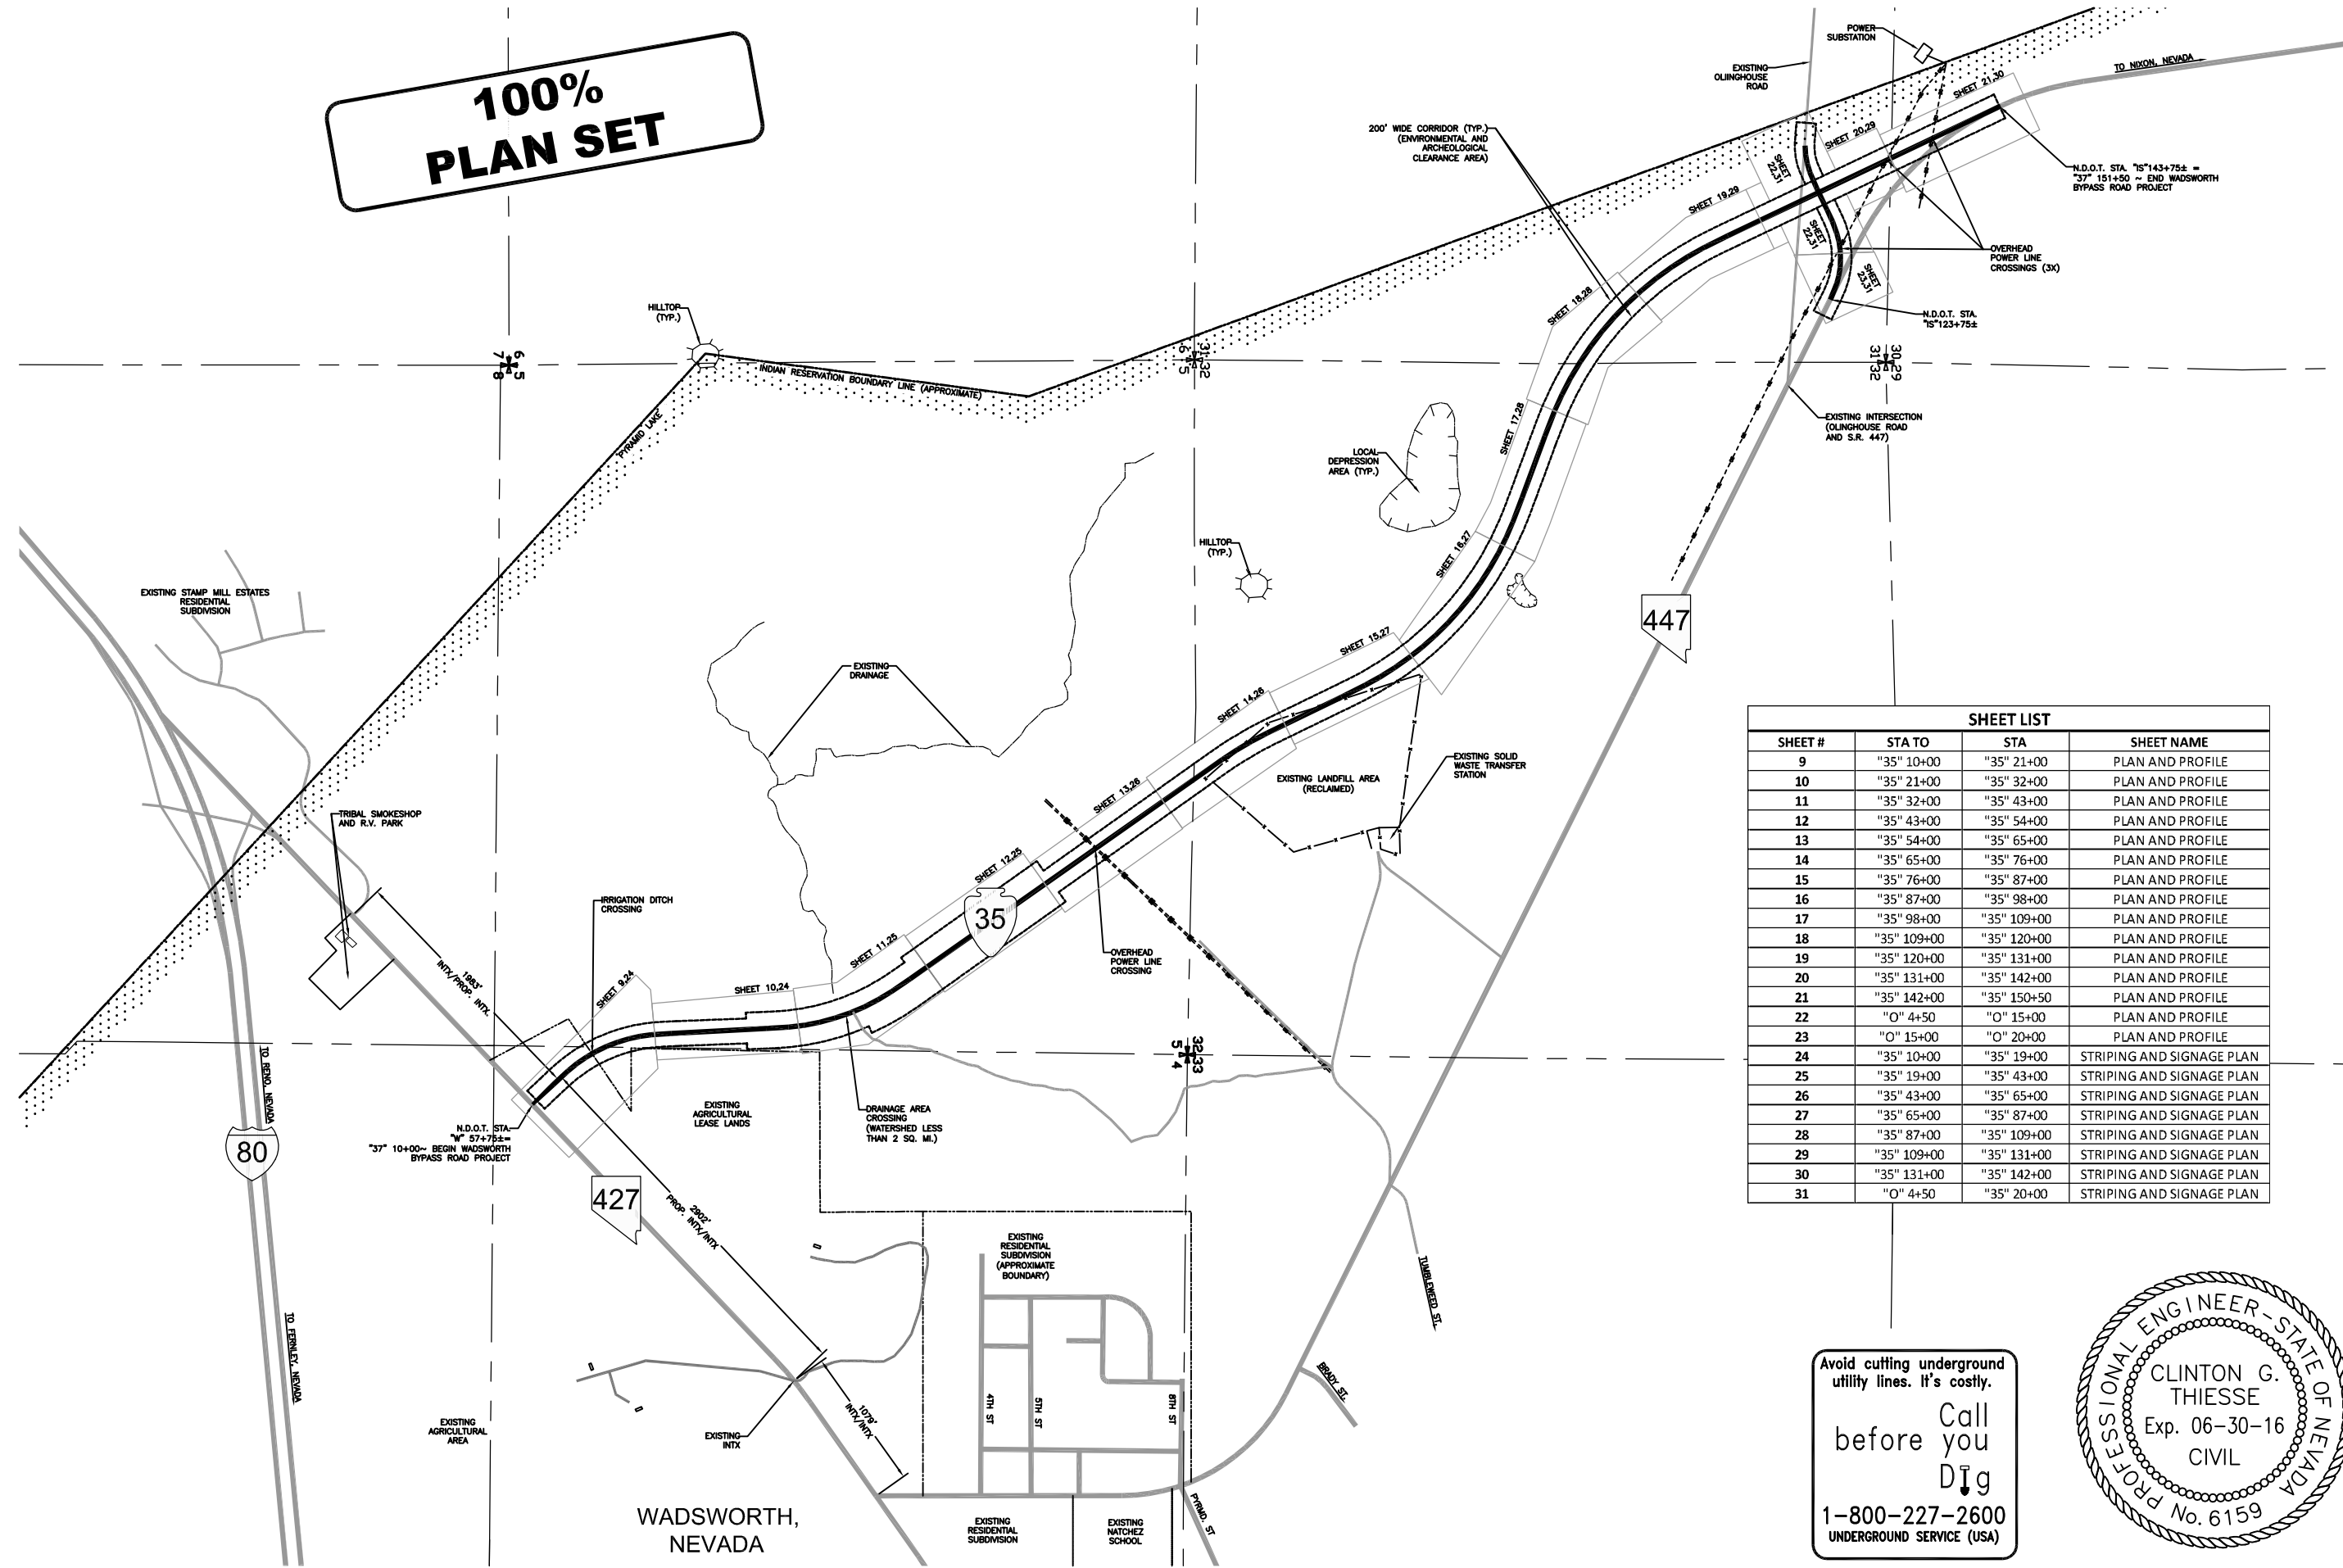 100%
PLAN SET
POWER
SUBSTATION
EXISTING
OLIINGHOUSE
ROAD
TO NIXON, NEVADA
SHEET 21,30
SHEET 20,29
200' WIDE CORRIDOR (TYP.)
(ENVIRONMENTAL AND
ARCHEOLOGICAL
CLEARANCE AREA)
SHEET
22,31
N.D.O.T. STA. "IS"143+75± =
"37" 151+50 ~ END WADSWORTH
BYPASS ROAD PROJECT
SHEET 19,29
SHEET
22,31
OVERHEAD
POWER LINE
CROSSINGS (3X)
SHEET
23,31
SHEET 18,28
N.D.O.T. STA.
"IS"123+75±
HILLTOP
(TYP.)
6 5
7 8
INDIAN RESERVATION BOUNDARY LINE (APPROXIMATE)
PYRAMID LAKE
31 32
6 5
30 29
31 32
EXISTING INTERSECTION
(OLINGHOUSE ROAD
AND S.R. 447)
SHEET 17,28
LOCAL
DEPRESSION
AREA (TYP.)
HILLTOP
(TYP.)
SHEET 16,27
447
EXISTING STAMP MILL ESTATES
RESIDENTIAL
SUBDIVISION
SHEET 15,27
EXISTING
DRAINAGE
SHEET 14,26
EXISTING LANDFILL AREA
(RECLAIMED)
EXISTING SOLID
WASTE TRANSFER
STATION
SHEET 13,26
TRIBAL SMOKESHOP
AND R.V. PARK
SHEET 12,25
35
IRRIGATION DITCH
CROSSING
SHEET 11,25
OVERHEAD
POWER LINE
CROSSING
SHEET 10,24
SHEET 9,24
1983'
INTX/PROP. INTX.
32 33
5 4
TO RENO, NEVADA
80
N.D.O.T. STA.
"W" 57+75±=
"37" 10+00~ BEGIN WADSWORTH
BYPASS ROAD PROJECT
EXISTING
AGRICULTURAL
LEASE LANDS
DRAINAGE AREA
CROSSING
(WATERSHED LESS
THAN 2 SQ. MI.)
427
2902'
PROP. INTX/INTX
EXISTING
RESIDENTIAL
SUBDIVISION
(APPROXIMATE
BOUNDARY)
TUMBLEWEED ST.
TO FERNLEY, NEVADA
BRADY ST.
4TH ST
5TH ST
8TH ST
1079'
INTX/INTX
EXISTING
AGRICULTURAL
AREA
EXISTING
INTX
WADSWORTH,
NEVADA
EXISTING
RESIDENTIAL
SUBDIVISION
EXISTING
NATCHEZ
SCHOOL
PYRMD. ST
SHEET LIST
SHEET # STA TO STA SHEET NAME
9 "35" 10+00 "35" 21+00 PLAN AND PROFILE
10 "35" 21+00 "35" 32+00 PLAN AND PROFILE
11 "35" 32+00 "35" 43+00 PLAN AND PROFILE
12 "35" 43+00 "35" 54+00 PLAN AND PROFILE
13 "35" 54+00 "35" 65+00 PLAN AND PROFILE
14 "35" 65+00 "35" 76+00 PLAN AND PROFILE
15 "35" 76+00 "35" 87+00 PLAN AND PROFILE
16 "35" 87+00 "35" 98+00 PLAN AND PROFILE
17 "35" 98+00 "35" 109+00 PLAN AND PROFILE
18 "35" 109+00 "35" 120+00 PLAN AND PROFILE
19 "35" 120+00 "35" 131+00 PLAN AND PROFILE
20 "35" 131+00 "35" 142+00 PLAN AND PROFILE
21 "35" 142+00 "35" 150+50 PLAN AND PROFILE
22 "O" 4+50 "O" 15+00 PLAN AND PROFILE
23 "O" 15+00 "O" 20+00 PLAN AND PROFILE
24 "35" 10+00 "35" 19+00 STRIPING AND SIGNAGE PLAN
25 "35" 19+00 "35" 43+00 STRIPING AND SIGNAGE PLAN
26 "35" 43+00 "35" 65+00 STRIPING AND SIGNAGE PLAN
27 "35" 65+00 "35" 87+00 STRIPING AND SIGNAGE PLAN
28 "35" 87+00 "35" 109+00 STRIPING AND SIGNAGE PLAN
29 "35" 109+00 "35" 131+00 STRIPING AND SIGNAGE PLAN
30 "35" 131+00 "35" 142+00 STRIPING AND SIGNAGE PLAN
31 "O" 4+50 "35" 20+00 STRIPING AND SIGNAGE PLAN
Avoid cutting underground
utility lines. It's costly.
Call
before you
Dig
1-800-227-2600
UNDERGROUND SERVICE (USA)
PROFESSIONAL ENGINEER-STATE OF NEVADA
CLINTON G.
THIESSE
Exp. 06-30-16
CIVIL
No. 6159